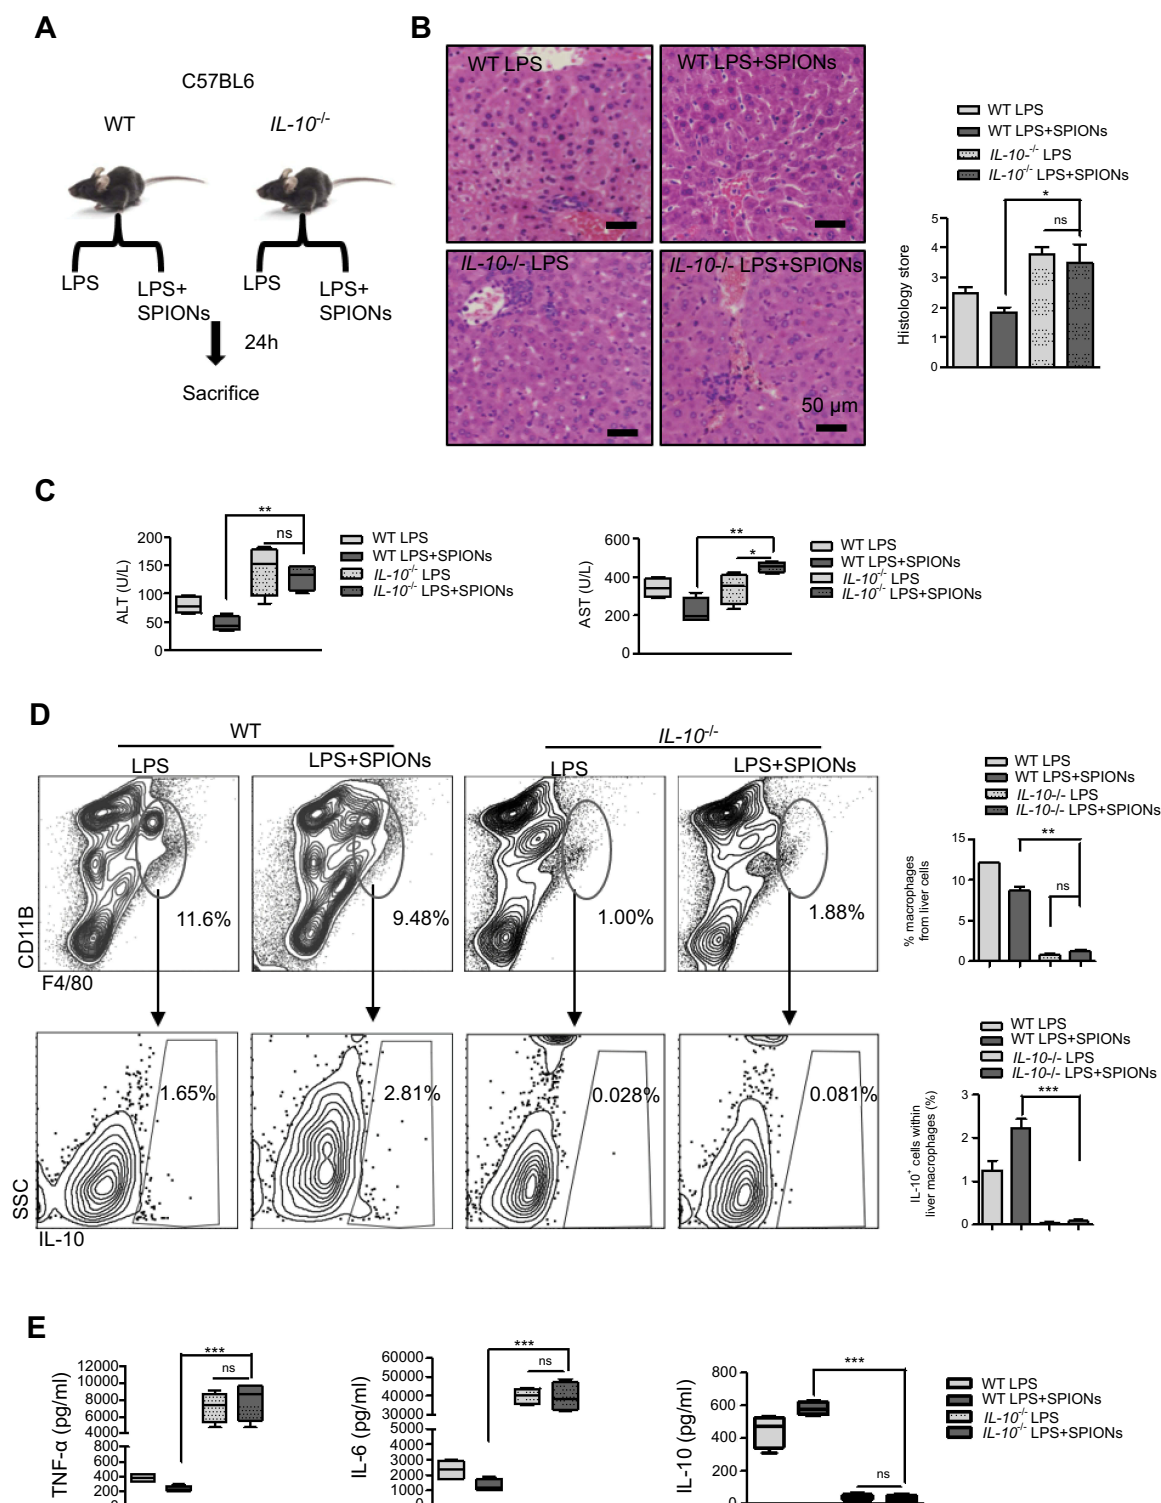 A
C57BL6
WT
IL-10-/-
LPS
LPS+
SPIONs
LPS
LPS+
SPIONs
24h
Sacrifice
B
WT LPS
WT LPS+SPIONs
IL-10-/- LPS
IL-10-/- LPS+SPIONs
50 μm
WT LPS
WT LPS+SPIONs
IL-10-/- LPS
IL-10-/- LPS+SPIONs
Histology store
5
4
3
2
1
0
*
ns
C
ALT (U/L)
200
150
100
50
0
**
ns
WT LPS
WT LPS+SPIONs
IL-10-/- LPS
IL-10-/- LPS+SPIONs
AST (U/L)
600
400
200
0
**
*
WT LPS
WT LPS+SPIONs
IL-10-/- LPS
IL-10-/- LPS+SPIONs
D
WT
IL-10-/-
LPS
LPS+SPIONs
LPS
LPS+SPIONs
CD11B
F4/80
11.6%
9.48%
1.00%
1.88%
SSC
IL-10
1.65%
2.81%
0.028%
0.081%
WT LPS
WT LPS+SPIONs
IL-10-/- LPS
IL-10-/- LPS+SPIONs
% macrophages
from liver cells
15
10
5
0
**
ns
WT LPS
WT LPS+SPIONs
IL-10-/- LPS
IL-10-/- LPS+SPIONs
IL-10+ cells within
liver macrophages (%)
3
2
1
0
***
E
TNF-α (pg/ml)
12000
10000
8000
6000
4000
800
600
400
200
0
***
ns
IL-6 (pg/ml)
60000
50000
40000
30000
5000
4000
3000
2000
1000
0
***
ns
IL-10 (pg/ml)
800
600
400
200
0
***
ns
WT LPS
WT LPS+SPIONs
IL-10-/- LPS
IL-10-/- LPS+SPIONs